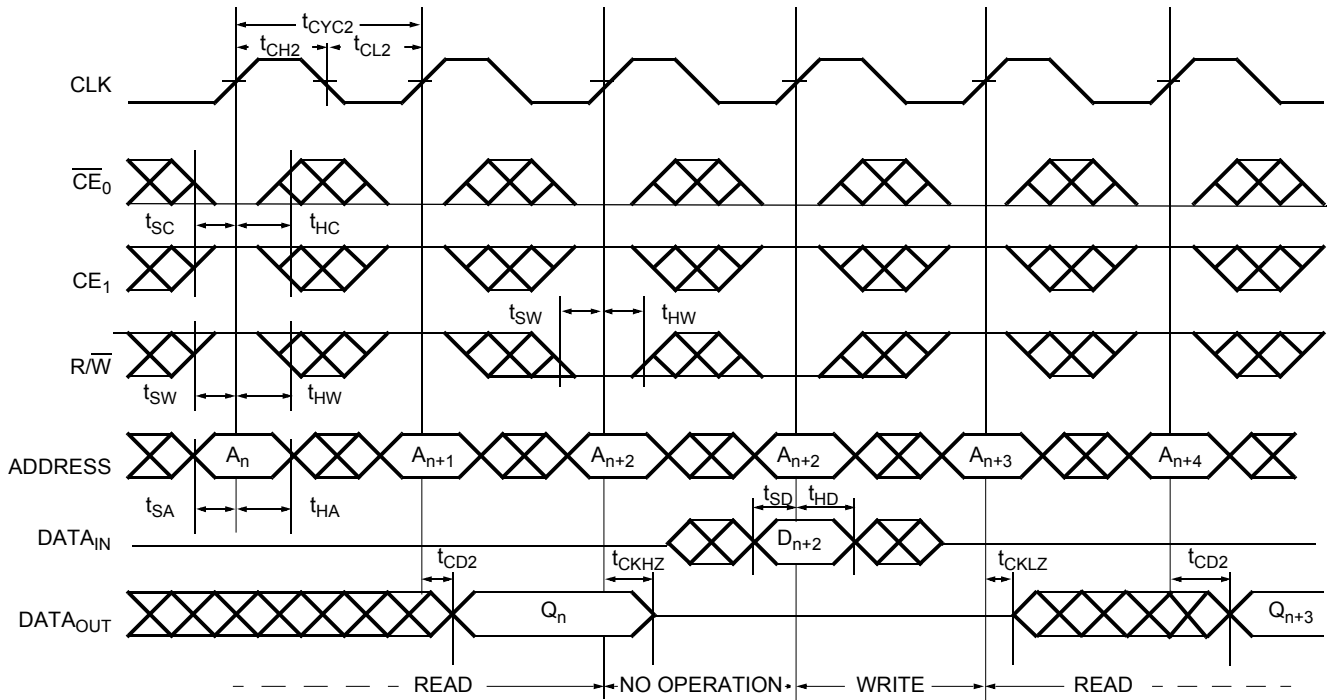 tCYC2
tCH2 tCL2
CLK
CE0
tSC tHC
CE1
tSW tHW
R/W
tSW tHW
ADDRESS An An+1 An+2 An+2 An+3 An+4
tSA tHA tSD tHD
DATAIN Dn+2
tCD2 tCKHZ tCKLZ tCD2
DATAOUT Qn Qn+3
READ NO OPERATION WRITE READ